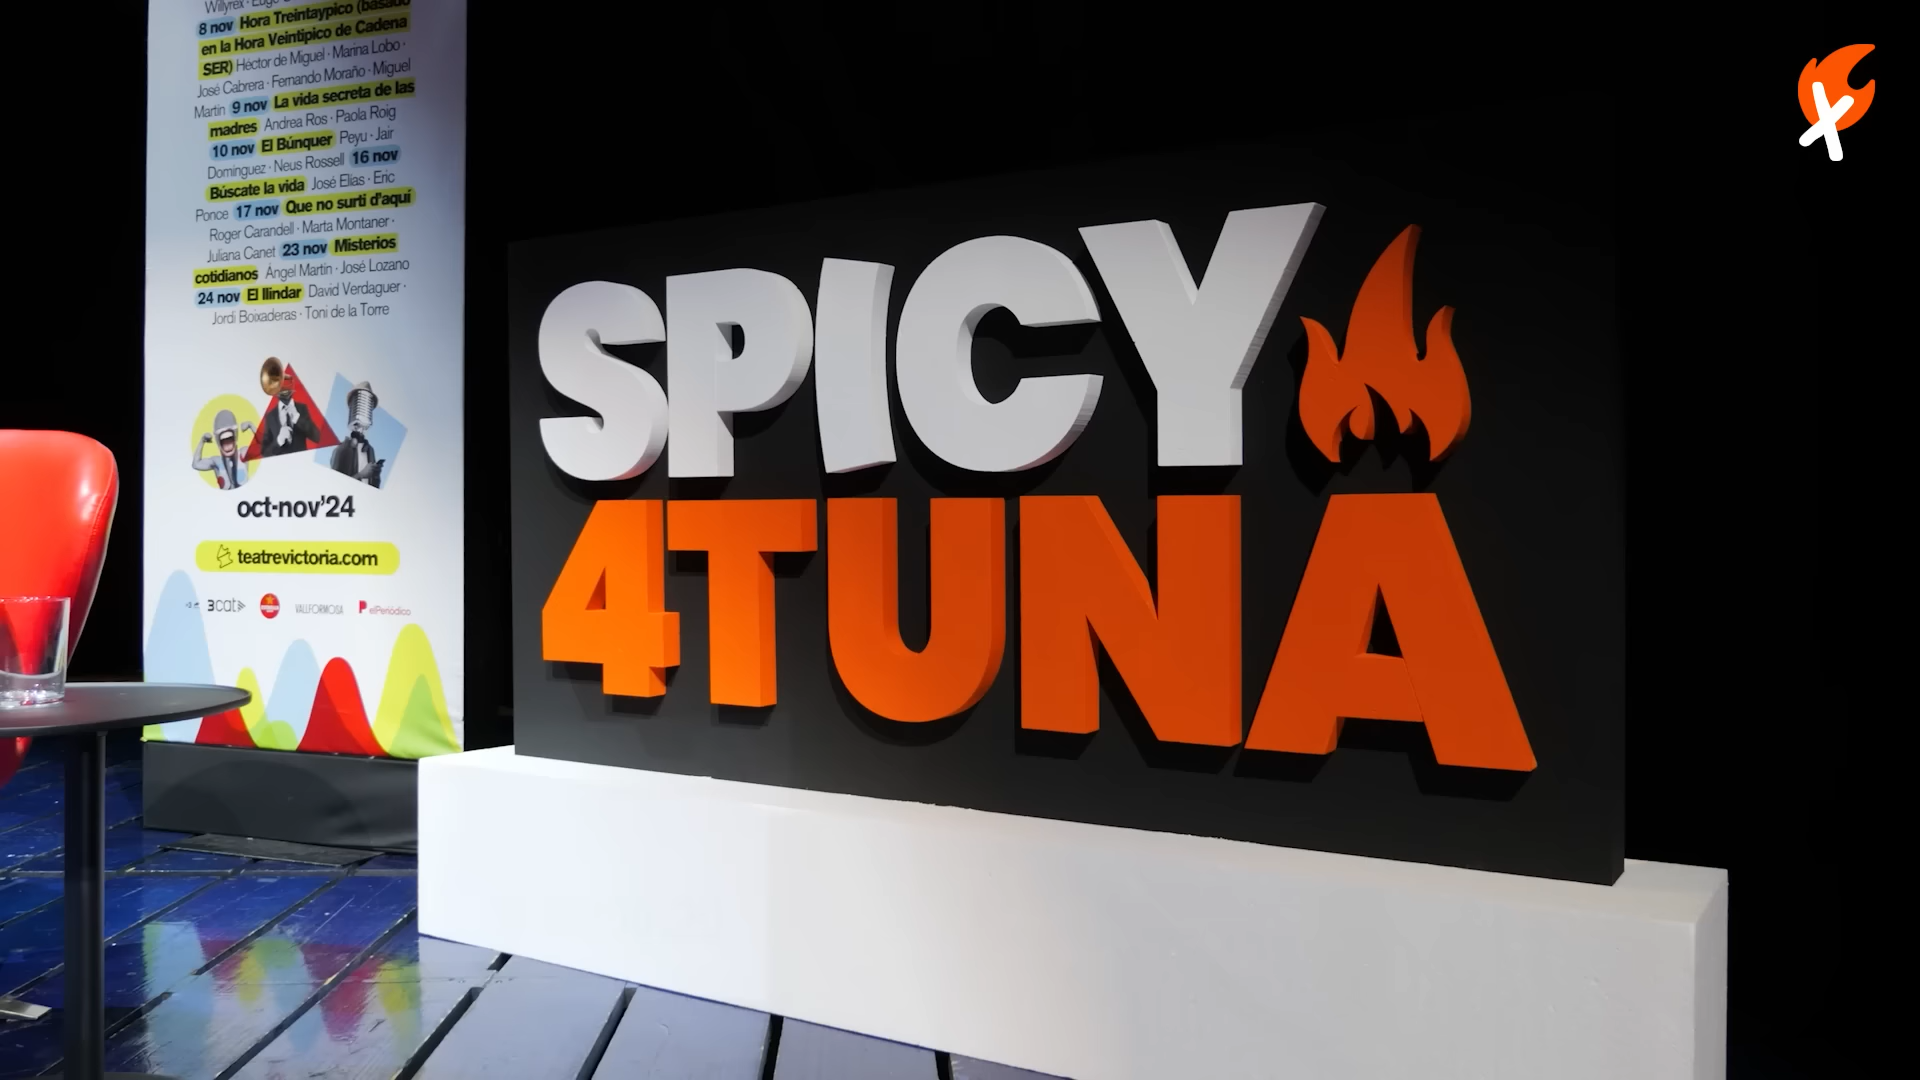 8 nov Hora Treintaypico (basado
en la Hora Veintipico de Cadena
SER) Héctor de Miguel · Marina Lobo ·
José Cabrera · Fernando Moraño · Miguel
Martín 9 nov La vida secreta de las
madres Andrea Ros · Paola Roig
10 nov El Búnquer Peyu · Jair
Domínguez · Neus Rossell 16 nov
Búscate la vida José Elías · Eric
Ponce 17 nov Que no surti d'aquí
Roger Carandell · Marta Montaner ·
Juliana Canet 23 nov Misterios
cotidianos Ángel Martín · José Lozano
24 nov El llindar David Verdaguer ·
Jordi Boixaderas · Toni de la Torre
oct-nov'24
teatrevictoria.com
3cat VALLFORMOSA elPeriódico
SPICY
4TUNA
X